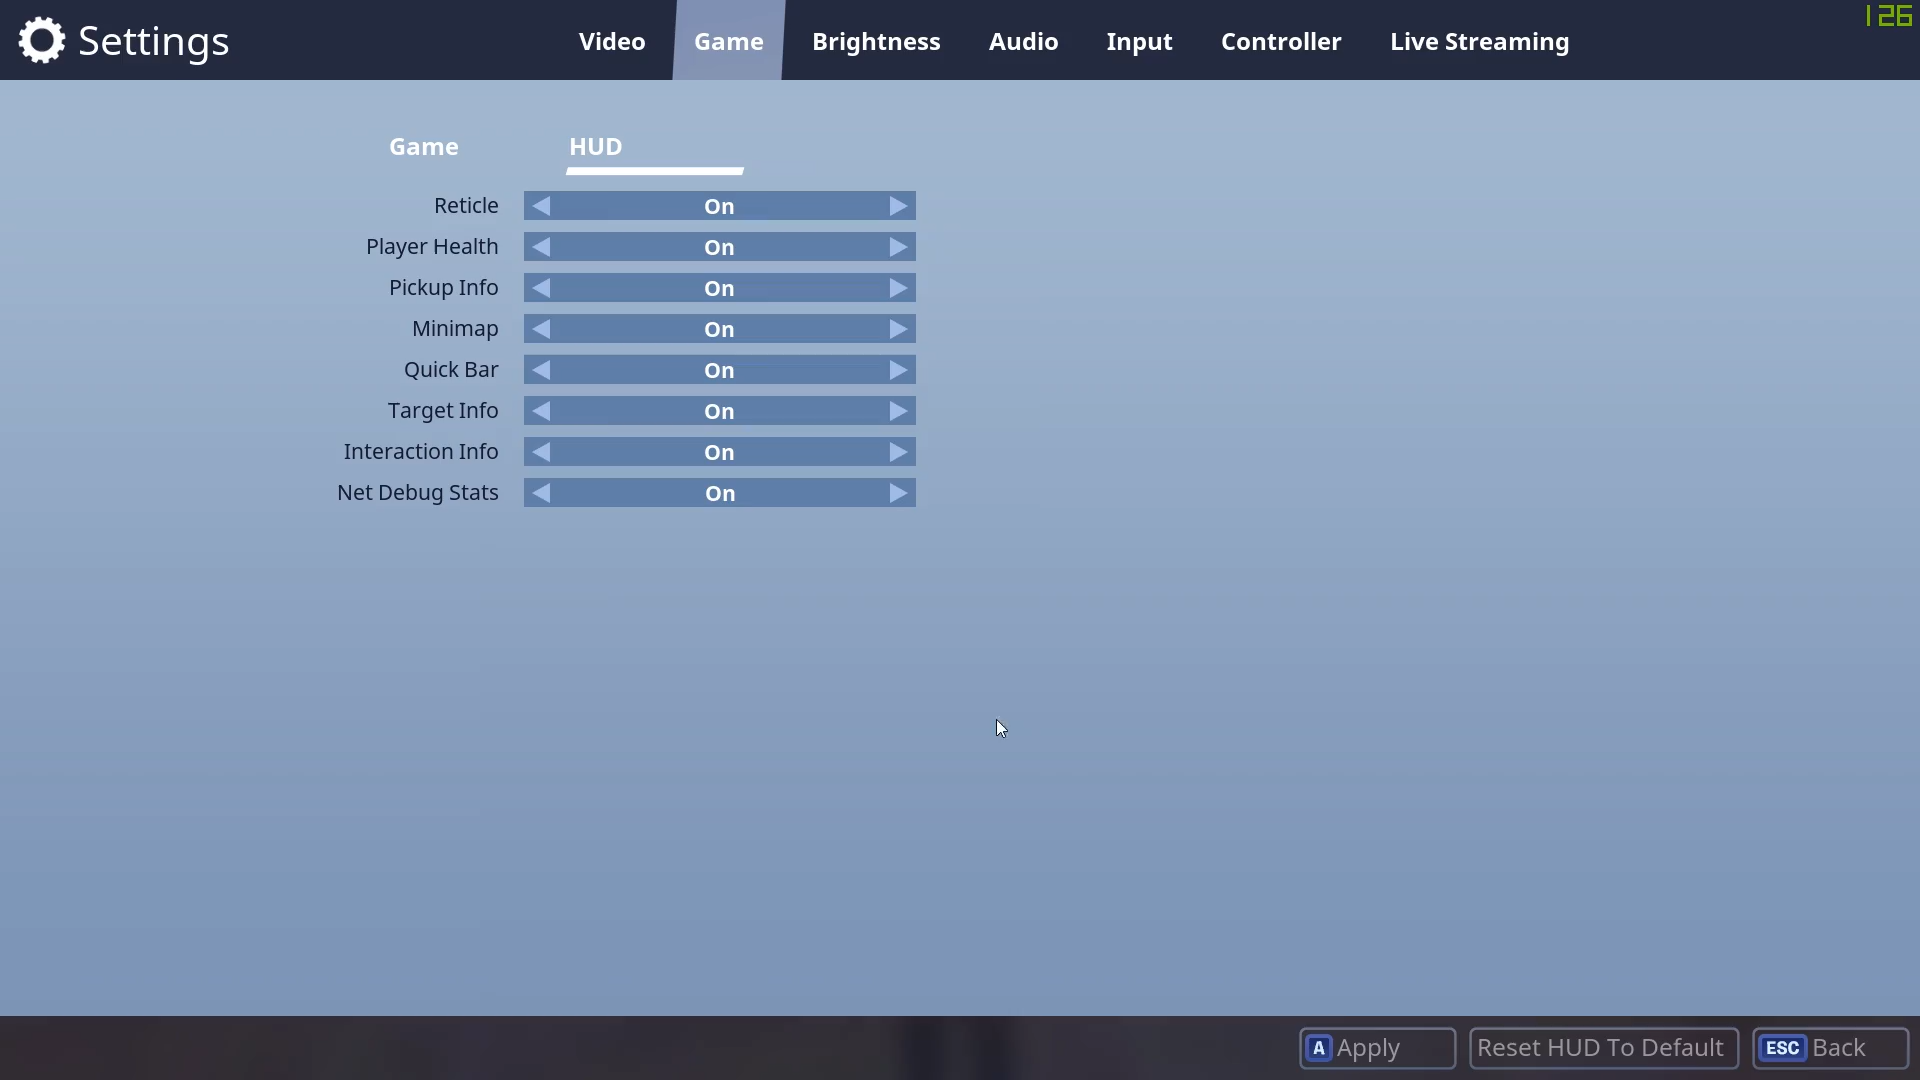 Settings
Video Game Brightness Audio Input Controller Live Streaming
126
Game HUD
Reticle On
Player Health On
Pickup Info On
Minimap On
Quick Bar On
Target Info On
Interaction Info On
Net Debug Stats On
A Apply Reset HUD To Default ESC Back